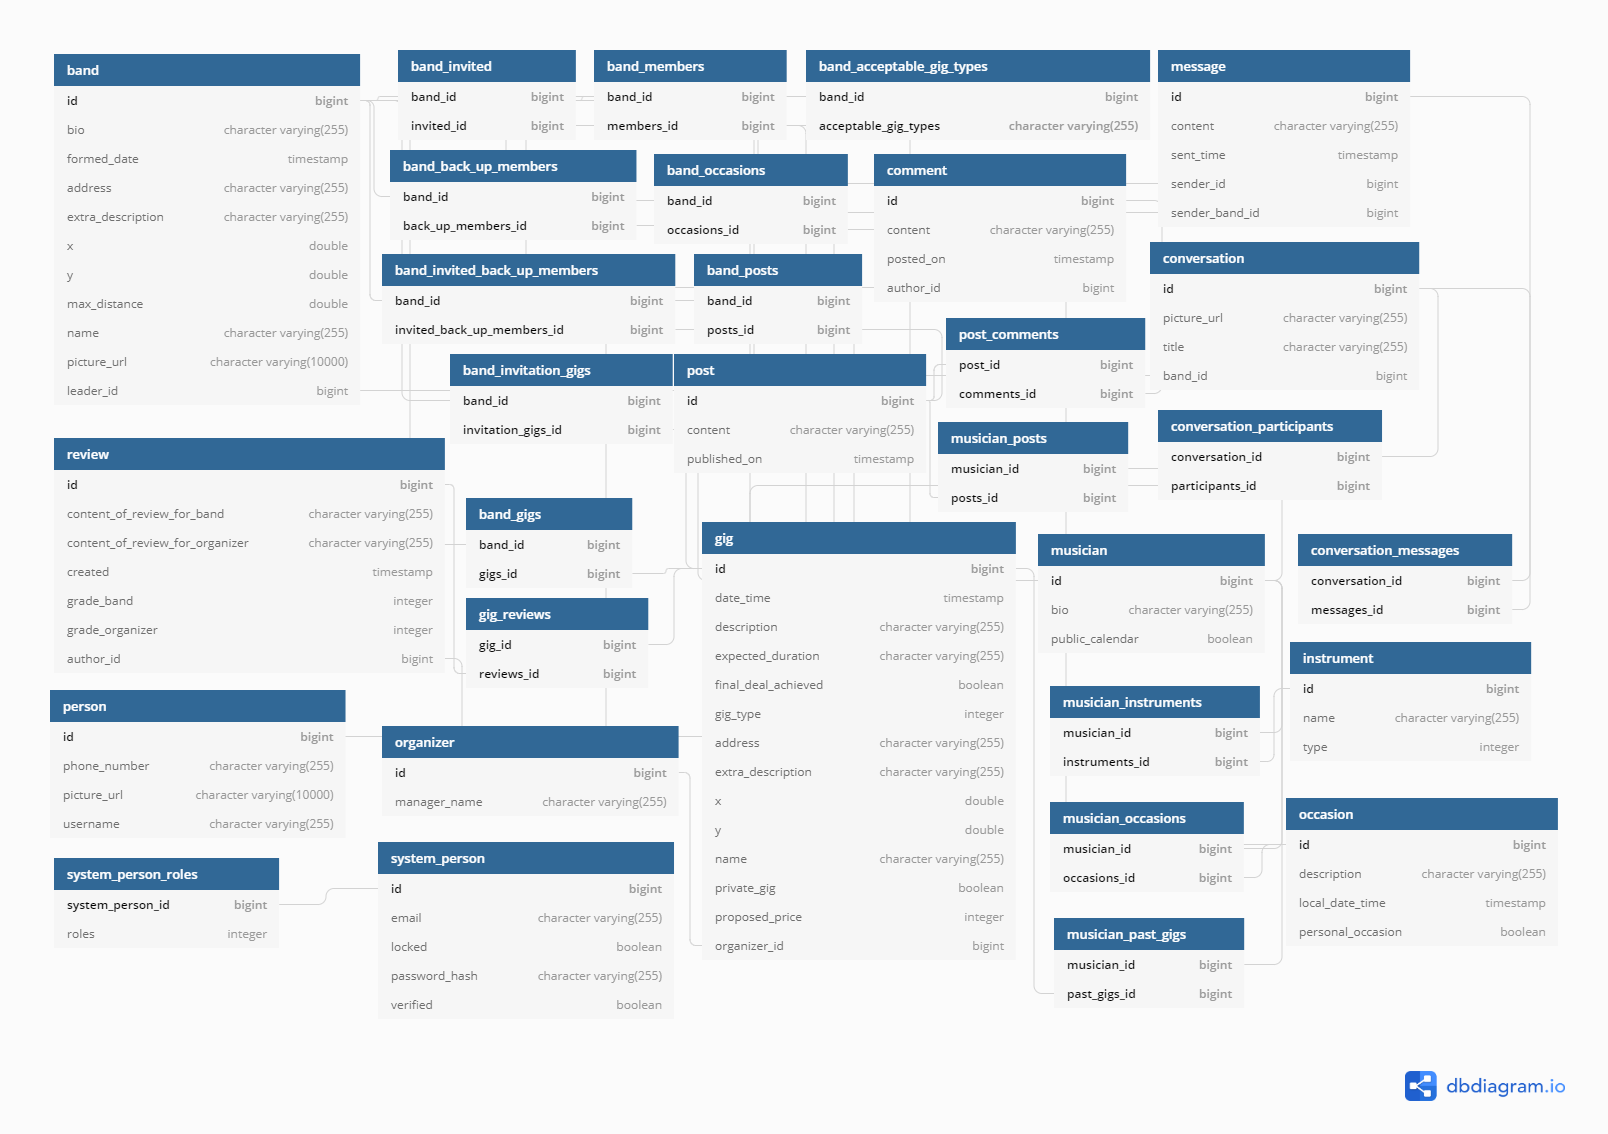 band
id bigint
bio character varying(255)
formed_date timestamp
address character varying(255)
extra_description character varying(255)
x double
y double
max_distance double
name character varying(255)
picture_url character varying(10000)
leader_id bigint
band_invited
band_id bigint
invited_id bigint
band_members
band_id bigint
members_id bigint
band_acceptable_gig_types
band_id bigint
acceptable_gig_types character varying(255)
message
id bigint
content character varying(255)
sent_time timestamp
sender_id bigint
sender_band_id bigint
band_back_up_members
band_id bigint
back_up_members_id bigint
band_occasions
band_id bigint
occasions_id bigint
comment
id bigint
content character varying(255)
posted_on timestamp
author_id bigint
band_invited_back_up_members
band_id bigint
invited_back_up_members_id bigint
band_posts
band_id bigint
posts_id bigint
conversation
id bigint
picture_url character varying(255)
title character varying(255)
band_id bigint
post_comments
post_id bigint
comments_id bigint
band_invitation_gigs
band_id bigint
invitation_gigs_id bigint
post
id bigint
content character varying(255)
published_on timestamp
musician_posts
musician_id bigint
posts_id bigint
conversation_participants
conversation_id bigint
participants_id bigint
review
id bigint
content_of_review_for_band character varying(255)
content_of_review_for_organizer character varying(255)
created timestamp
grade_band integer
grade_organizer integer
author_id bigint
band_gigs
band_id bigint
gigs_id bigint
gig_reviews
gig_id bigint
reviews_id bigint
gig
id bigint
date_time timestamp
description character varying(255)
expected_duration character varying(255)
final_deal_achieved boolean
gig_type integer
address character varying(255)
extra_description character varying(255)
x double
y double
name character varying(255)
private_gig boolean
proposed_price integer
organizer_id bigint
musician
id bigint
bio character varying(255)
public_calendar boolean
conversation_messages
conversation_id bigint
messages_id bigint
instrument
id bigint
name character varying(255)
type integer
musician_instruments
musician_id bigint
instruments_id bigint
person
id bigint
phone_number character varying(255)
picture_url character varying(10000)
username character varying(255)
organizer
id bigint
manager_name character varying(255)
musician_occasions
musician_id bigint
occasions_id bigint
occasion
id bigint
description character varying(255)
local_date_time timestamp
personal_occasion boolean
system_person_roles
system_person_id bigint
roles integer
system_person
id bigint
email character varying(255)
locked boolean
password_hash character varying(255)
verified boolean
musician_past_gigs
musician_id bigint
past_gigs_id bigint
dbdiagram.io